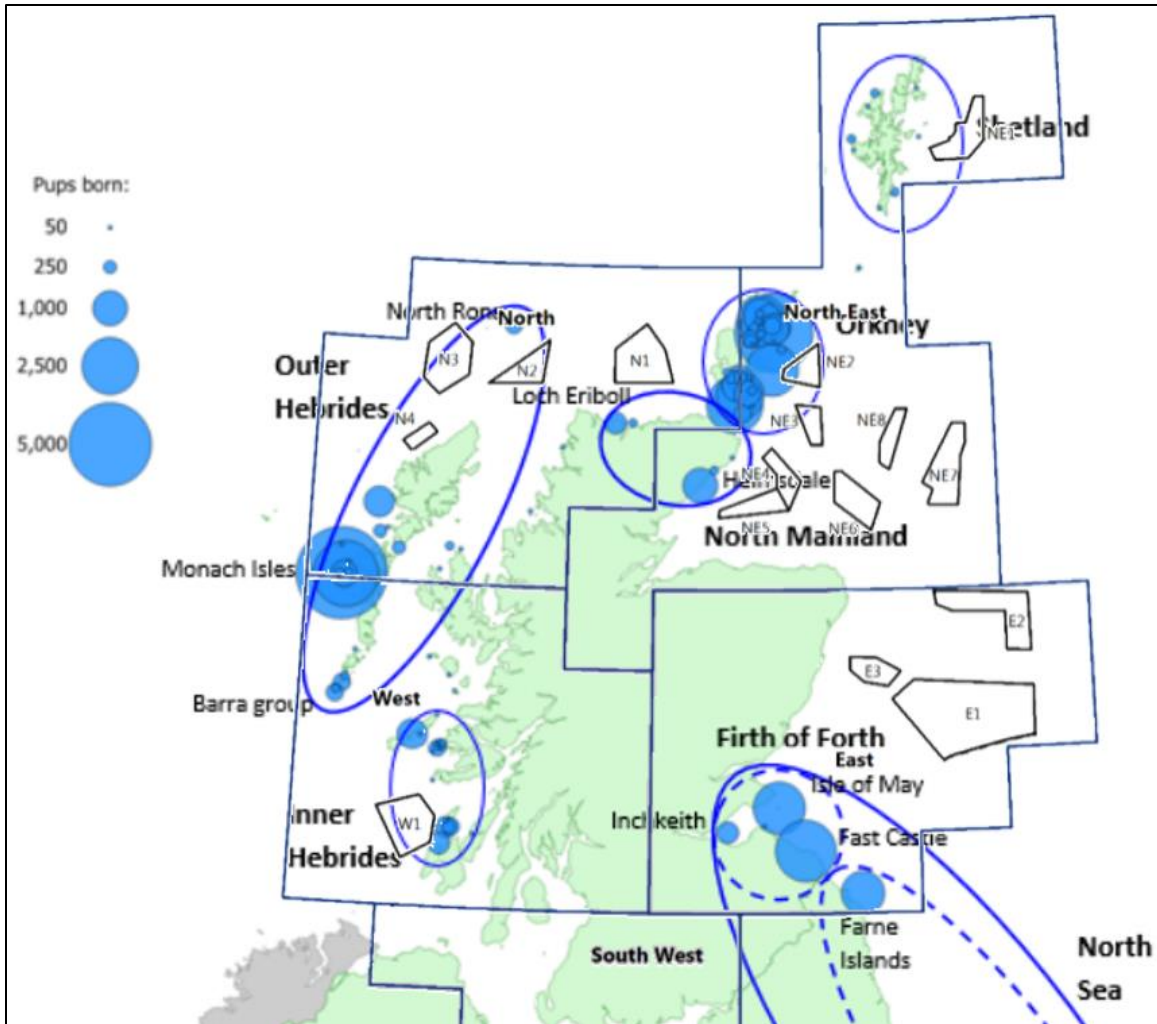 Shetland
NE1
Pups born:
50
250
1,000
2,500
5,000
North
North East
Orkney
Outer
Hebrides
N3
N2
N1
NE2
Loch Eriboll
N4
NE3
NE8
NE4
NE7
NE5
NE6
North Mainland
Monach Isles
E2
E3
Barra group
West
E1
Firth of Forth
East
Isle of May
Inchkeith
Inner
Hebrides
W1
Fast Castle
Farne
Islands
South West
North
Sea